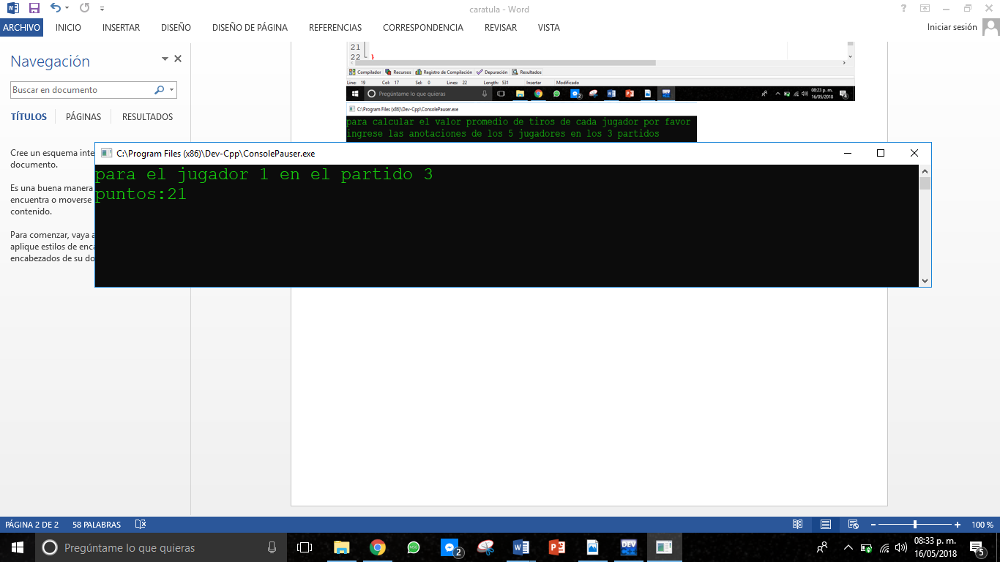 caratula - Word
ARCHIVO INICIO INSERTAR DISEÑO DISEÑO DE PÁGINA REFERENCIAS CORRESPONDENCIA REVISAR VISTA Iniciar sesión
Navegación
Buscar en documento
TÍTULOS PÁGINAS RESULTADOS
Cree un esquema inte
documento.
Es una buena manera
encuentra o moverse
contenido.
Para comenzar, vaya a
aplique estilos de enca
encabezados de su do
21
22 }
Compilador Recursos Registro de Compilación Depuración Resultados
Line: 19 Col: 17 Sel: 0 Lines: 22 Length: 531 Insertar Modificado
Pregúntame lo que quieras
2
08:23 p. m.
16/05/2018
4
C:\Program Files (x86)\Dev-Cpp\ConsolePauser.exe
para calcular el valor promedio de tiros de cada jugador por favor
ingrese las anotaciones de los 5 jugadores en los 3 partidos
C:\Program Files (x86)\Dev-Cpp\ConsolePauser.exe
para el jugador 1 en el partido 3
puntos:21
PÁGINA 2 DE 2 58 PALABRAS 100 %
Pregúntame lo que quieras
2
DEV
08:33 p. m.
16/05/2018
5